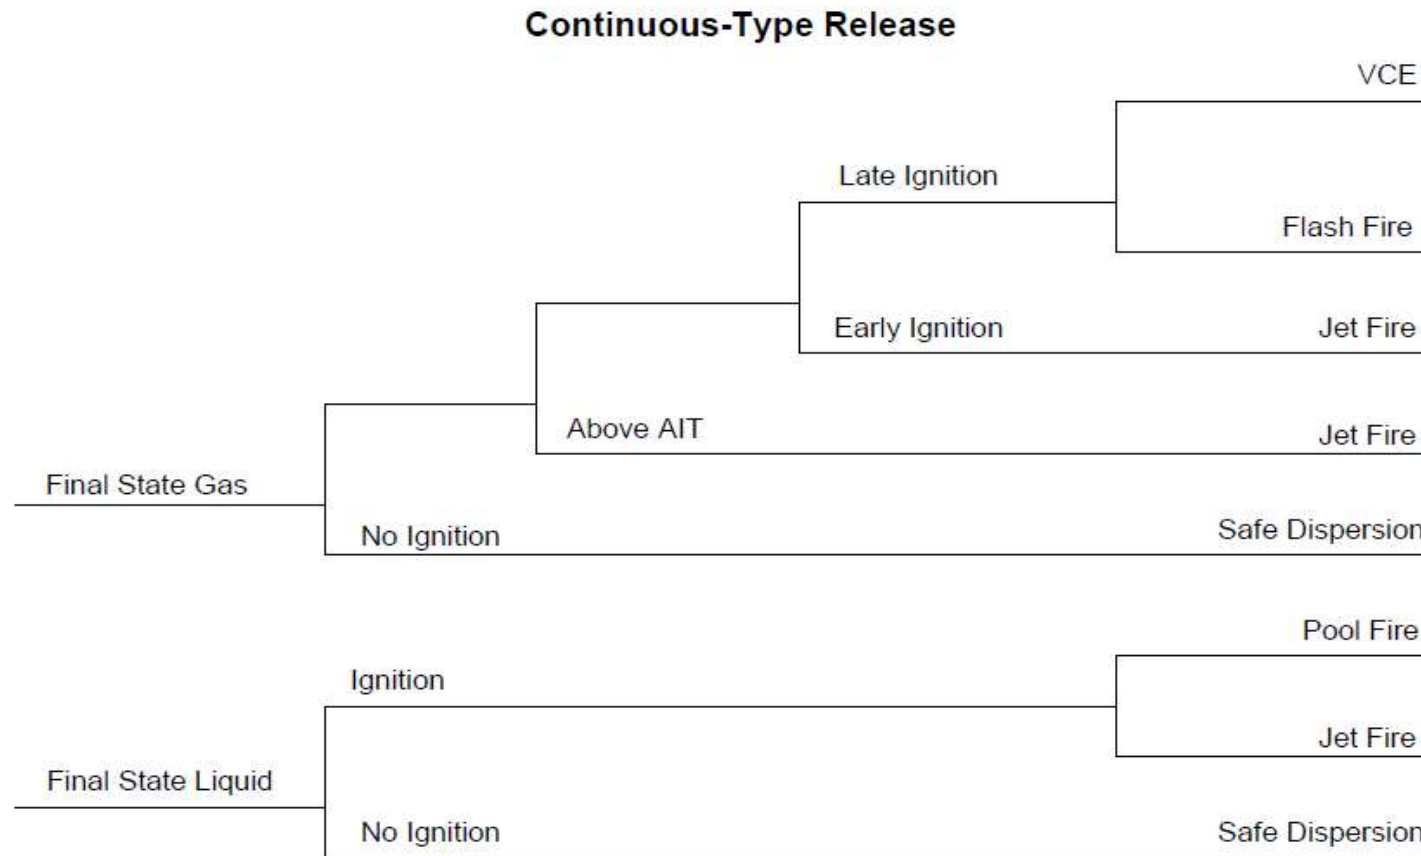 Continuous-Type Release
VCE
Late Ignition
Flash Fire
Early Ignition
Jet Fire
Above AIT
Jet Fire
Final State Gas
No Ignition
Safe Dispersion
Pool Fire
Ignition
Jet Fire
Final State Liquid
No Ignition
Safe Dispersion